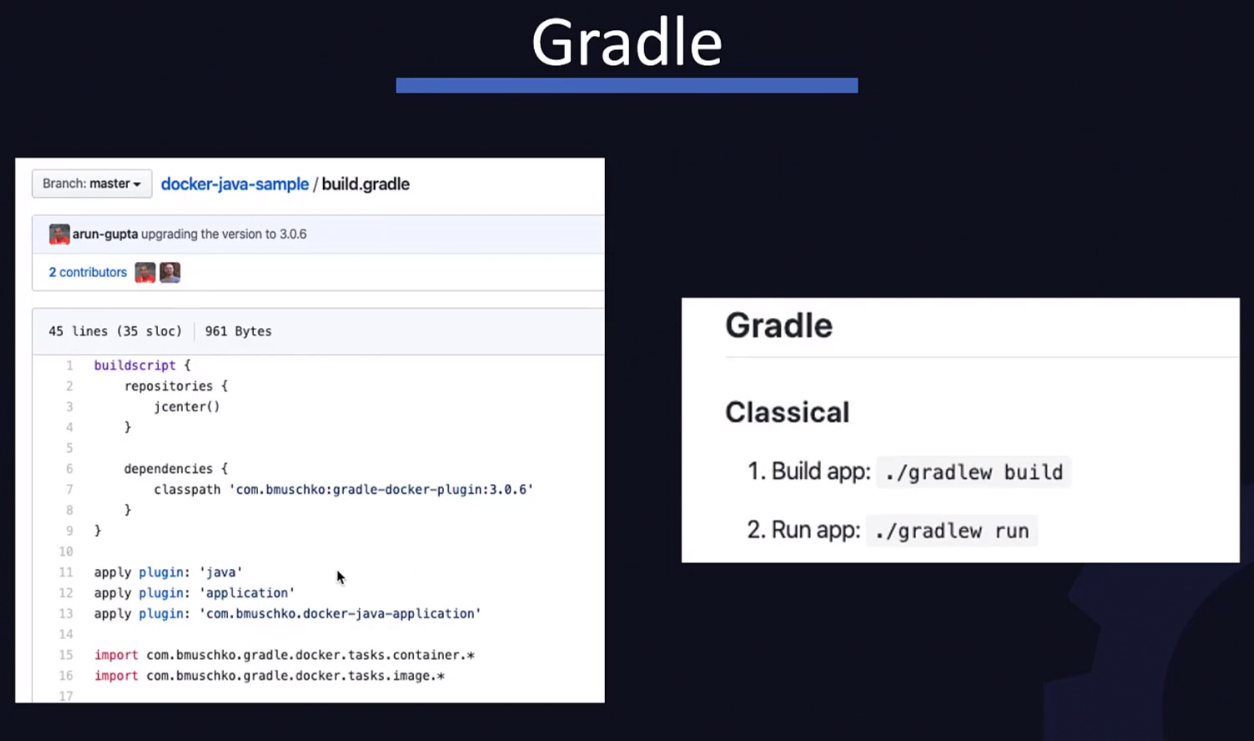 Gradle
Branch: master
docker-java-sample / build.gradle
arun-gupta upgrading the version to 3.0.6
2 contributors
45 lines (35 sloc) 961 Bytes
1 buildscript {
2 repositories {
3 jcenter()
4 }
5
6 dependencies {
7 classpath 'com.bmuschko:gradle-docker-plugin:3.0.6'
8 }
9 }
10
11 apply plugin: 'java'
12 apply plugin: 'application'
13 apply plugin: 'com.bmuschko.docker-java-application'
14
15 import com.bmuschko.gradle.docker.tasks.container.*
16 import com.bmuschko.gradle.docker.tasks.image.*
17
Gradle
Classical
1. Build app: ./gradlew build
2. Run app: ./gradlew run